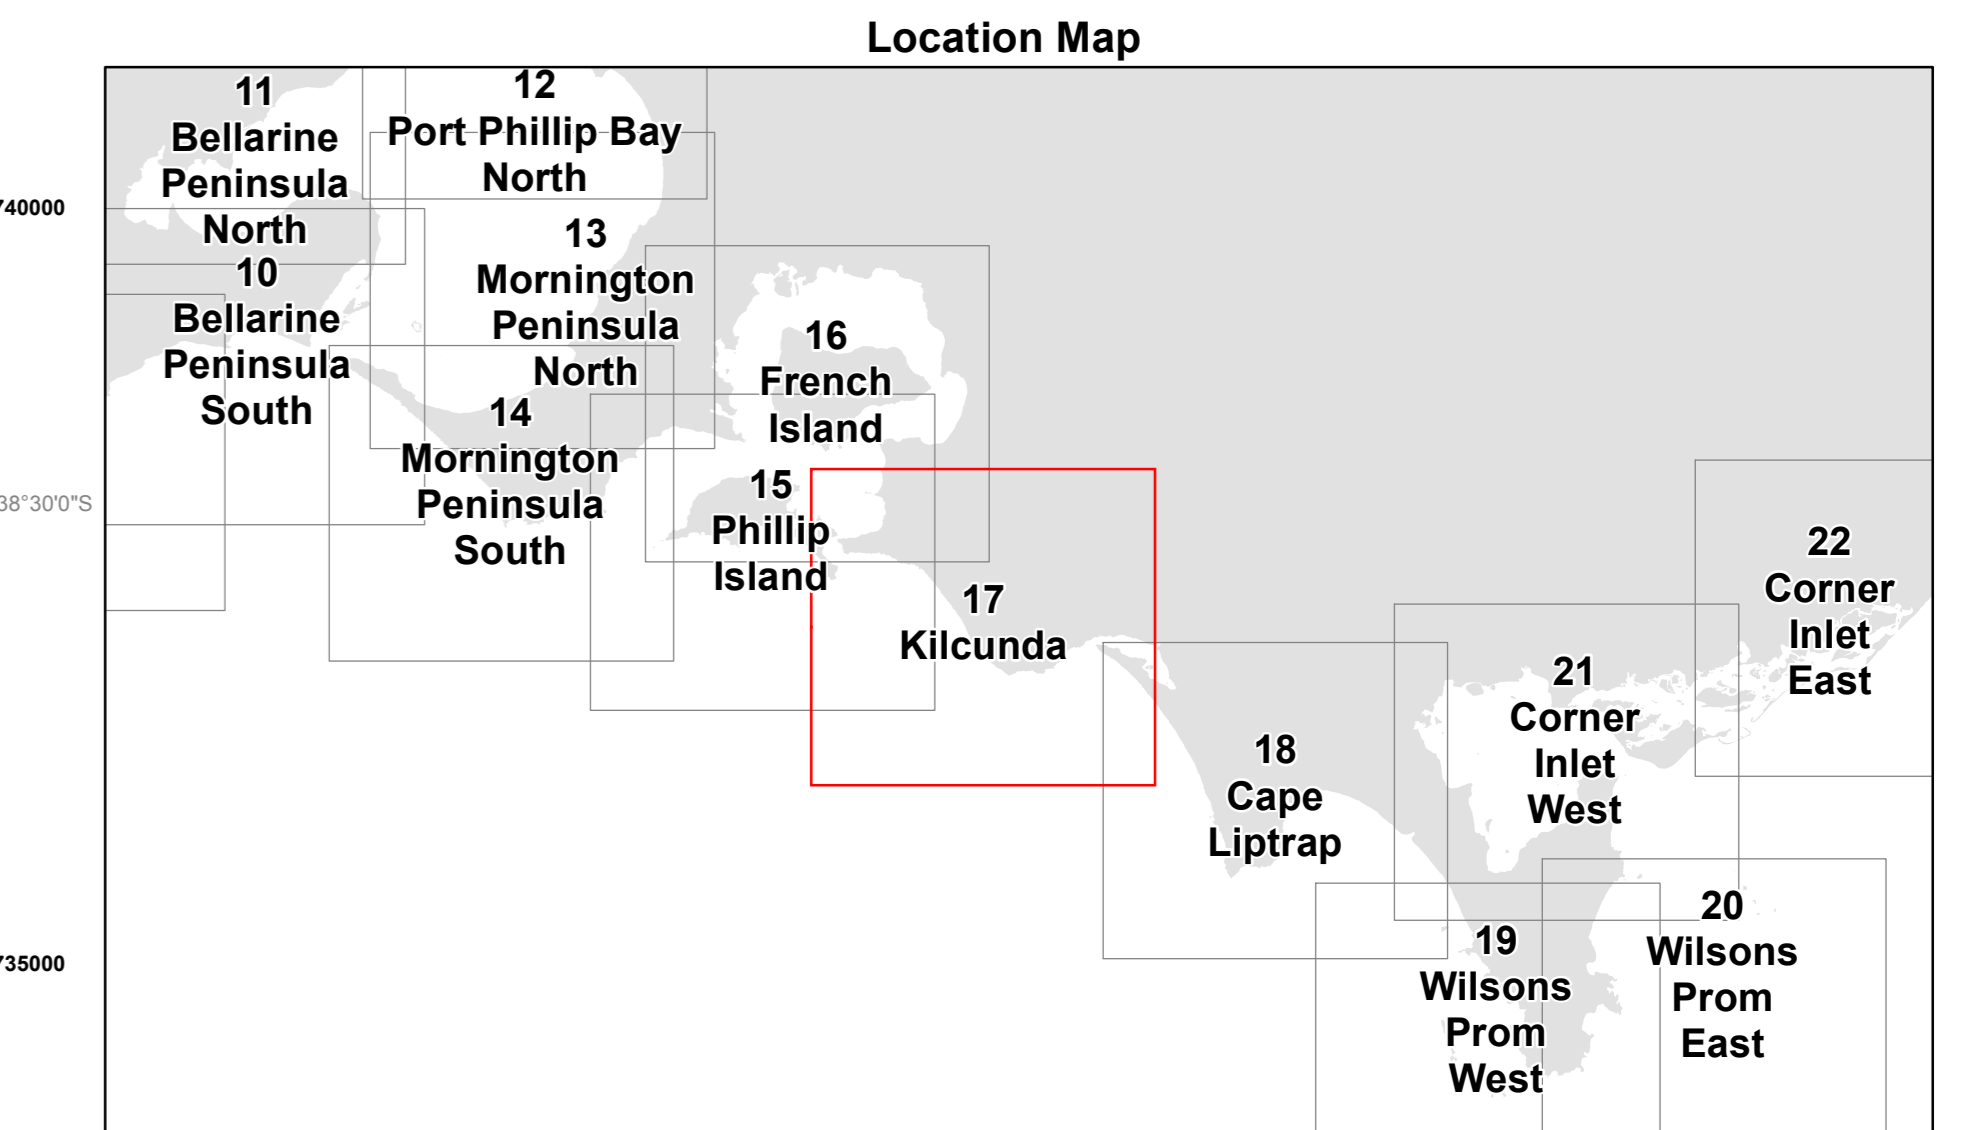 Location Map
11
Bellarine
Peninsula
North
12
Port Phillip Bay
North
740000
13
Mornington
Peninsula
North
10
Bellarine
Peninsula
South
16
French
Island
14
Mornington
Peninsula
South
15
Phillip
Island
38°30'0"S
17
Kilcunda
22
Corner
Inlet
East
21
Corner
Inlet
West
18
Cape
Liptrap
20
Wilsons
Prom
East
19
Wilsons
Prom
West
735000